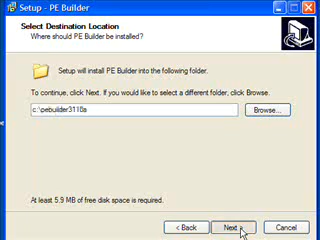 Setup - PE Builder
Select Destination Location
Where should PE Builder be installed?
Setup will install PE Builder into the following folder.
To continue, click Next. If you would like to select a different folder, click Browse.
c:\pebuilder3110a
Browse...
At least 5.9 MB of free disk space is required.
< Back
Next >
Cancel